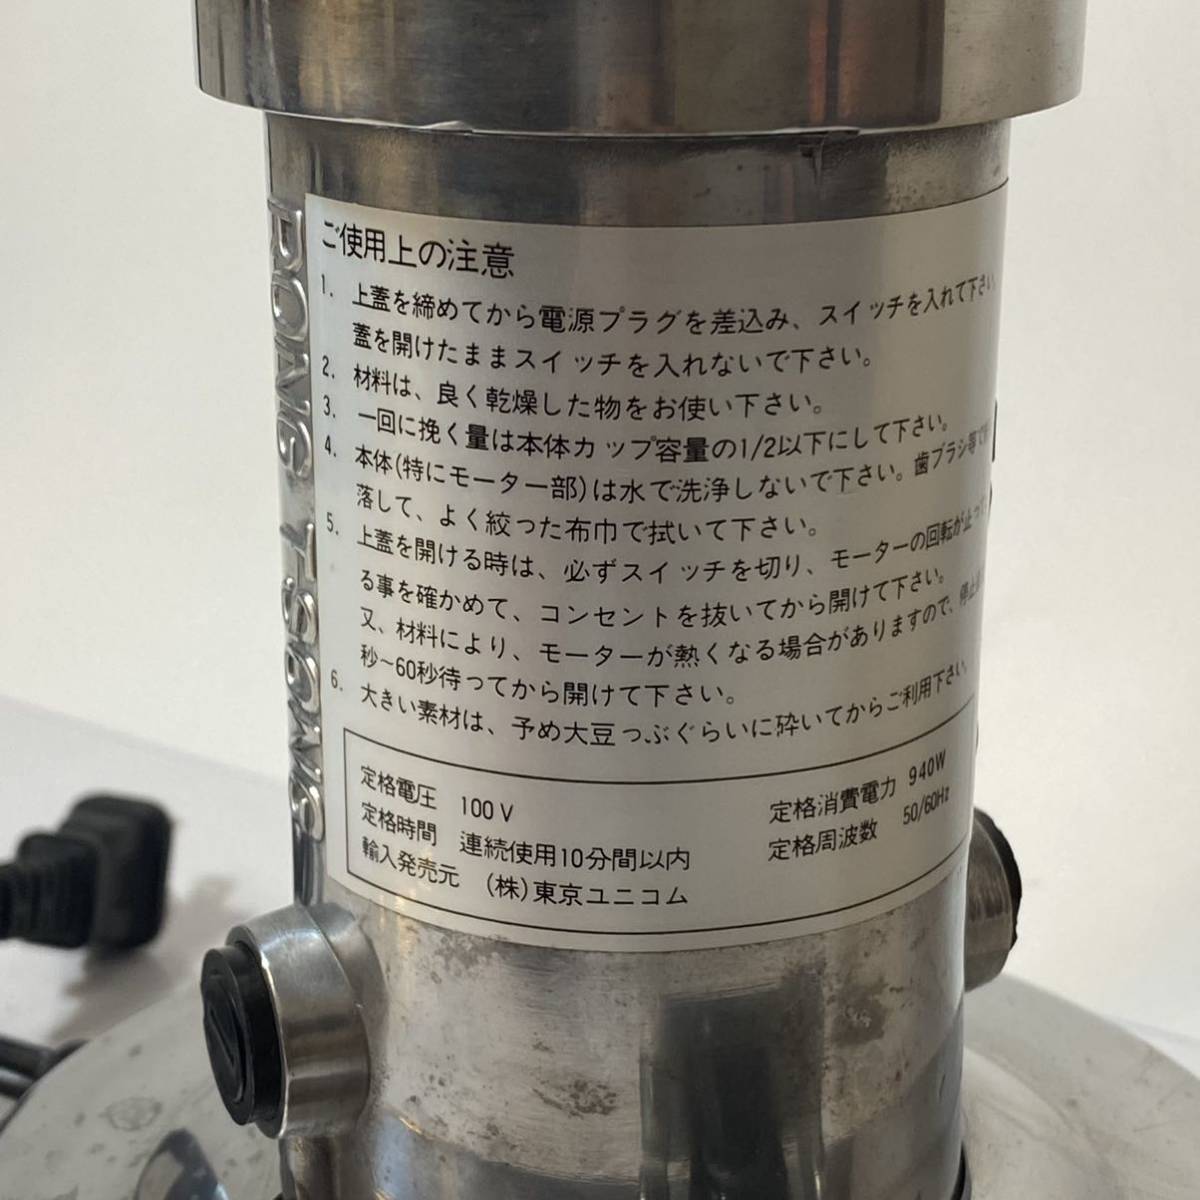 RONG TSONG
ご使用上の注意
1. 上蓋を締めてから電源プラグを差込み、スイッチを入れて下さい。
蓋を開けたままスイッチを入れないで下さい。
2. 材料は、良く乾燥した物をお使い下さい。
3. 一回に挽く量は本体カップ容量の1/2以下にして下さい。
4. 本体(特にモーター部)は水で洗浄しないで下さい。歯ブラシ等で
落して、よく絞った布巾で拭いて下さい。
5. 上蓋を開ける時は、必ずスイッチを切り、モーターの回転が止って
る事を確かめて、コンセントを抜いてから開けて下さい。
又、材料により、モーターが熱くなる場合がありますので、停止
秒〜60秒待ってから開けて下さい。
6. 大きい素材は、予め大豆つぶぐらいに砕いてからご利用下さい。
定格電圧 100V 定格消費電力 940W
定格時間 連続使用10分間以内 定格周波数 50/60Hz
輸入発売元 (株)東京ユニコム